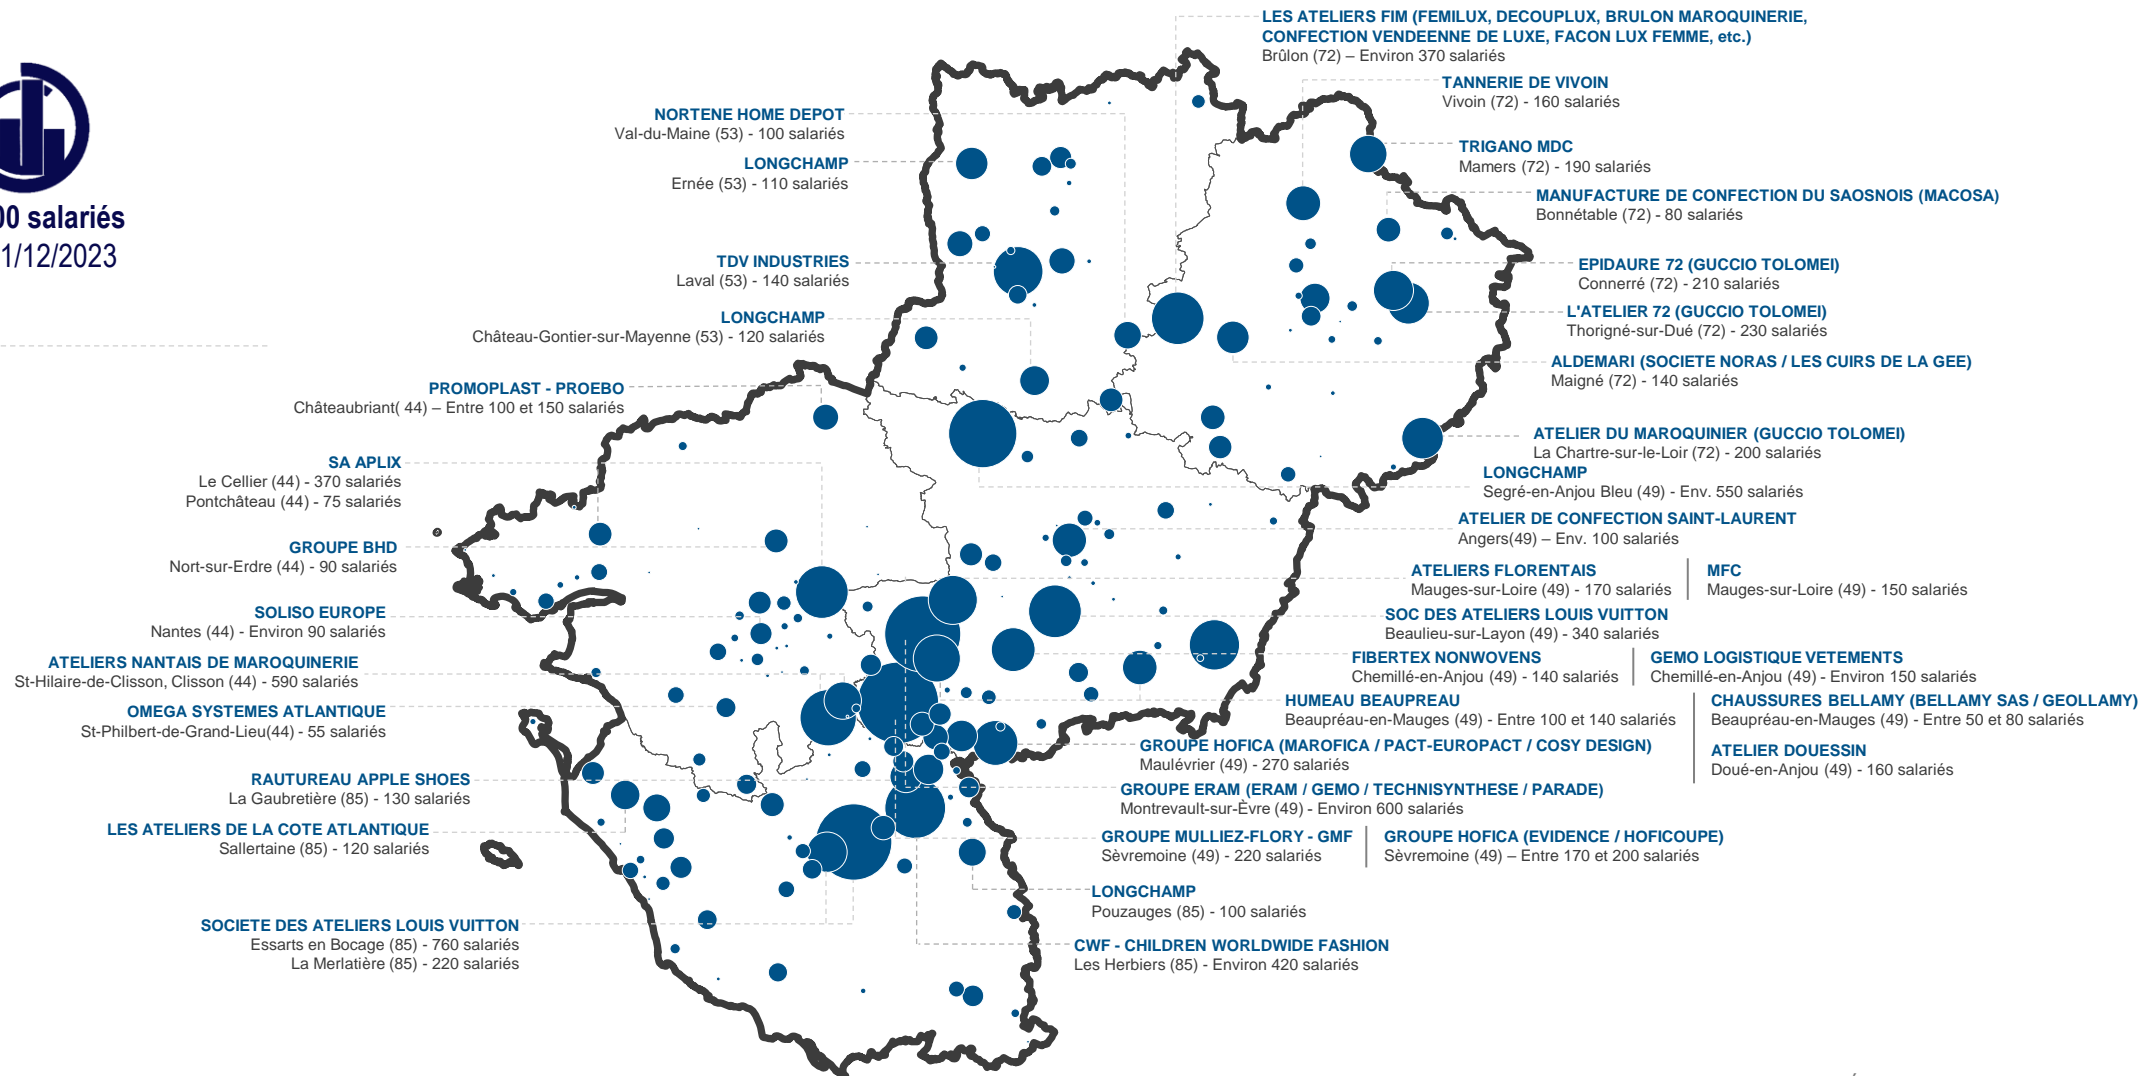 00 salariés
1/12/2023
LES ATELIERS FIM (FEMILUX, DECOUPLUX, BRULON MAROQUINERIE,
CONFECTION VENDEENNE DE LUXE, FACON LUX FEMME, etc.)
Brûlon (72) – Environ 370 salariés
TANNERIE DE VIVOIN
Vivoin (72) - 160 salariés
TRIGANO MDC
Mamers (72) - 190 salariés
MANUFACTURE DE CONFECTION DU SAOSNOIS (MACOSA)
Bonnétable (72) - 80 salariés
EPIDAURE 72 (GUCCIO TOLOMEI)
Connerré (72) - 210 salariés
L'ATELIER 72 (GUCCIO TOLOMEI)
Thorigné-sur-Dué (72) - 230 salariés
ALDEMARI (SOCIETE NORAS / LES CUIRS DE LA GEE)
Maigné (72) - 140 salariés
ATELIER DU MAROQUINIER (GUCCIO TOLOMEI)
La Chartre-sur-le-Loir (72) - 200 salariés
LONGCHAMP
Segré-en-Anjou Bleu (49) - Env. 550 salariés
ATELIER DE CONFECTION SAINT-LAURENT
Angers(49) – Env. 100 salariés
ATELIERS FLORENTAIS
Mauges-sur-Loire (49) - 170 salariés
MFC
Mauges-sur-Loire (49) - 150 salariés
SOC DES ATELIERS LOUIS VUITTON
Beaulieu-sur-Layon (49) - 340 salariés
FIBERTEX NONWOVENS
Chemillé-en-Anjou (49) - 140 salariés
GEMO LOGISTIQUE VETEMENTS
Chemillé-en-Anjou (49) - Environ 150 salariés
HUMEAU BEAUPREAU
Beaupréau-en-Mauges (49) - Entre 100 et 140 salariés
CHAUSSURES BELLAMY (BELLAMY SAS / GEOLLAMY)
Beaupréau-en-Mauges (49) - Entre 50 et 80 salariés
ATELIER DOUESSIN
Doué-en-Anjou (49) - 160 salariés
GROUPE HOFICA (MAROFICA / PACT-EUROPACT / COSY DESIGN)
Maulévrier (49) - 270 salariés
GROUPE ERAM (ERAM / GEMO / TECHNISYNTHESE / PARADE)
Montrevault-sur-Èvre (49) - Environ 600 salariés
GROUPE MULLIEZ-FLORY - GMF
Sèvremoine (49) - 220 salariés
GROUPE HOFICA (EVIDENCE / HOFICOUPE)
Sèvremoine (49) – Entre 170 et 200 salariés
LONGCHAMP
Pouzauges (85) - 100 salariés
CWF - CHILDREN WORLDWIDE FASHION
Les Herbiers (85) - Environ 420 salariés
NORTENE HOME DEPOT
Val-du-Maine (53) - 100 salariés
LONGCHAMP
Ernée (53) - 110 salariés
TDV INDUSTRIES
Laval (53) - 140 salariés
LONGCHAMP
Château-Gontier-sur-Mayenne (53) - 120 salariés
PROMOPLAST - PROEBO
Châteaubriant( 44) – Entre 100 et 150 salariés
SA APLIX
Le Cellier (44) - 370 salariés
Pontchâteau (44) - 75 salariés
GROUPE BHD
Nort-sur-Erdre (44) - 90 salariés
SOLISO EUROPE
Nantes (44) - Environ 90 salariés
ATELIERS NANTAIS DE MAROQUINERIE
St-Hilaire-de-Clisson, Clisson (44) - 590 salariés
OMEGA SYSTEMES ATLANTIQUE
St-Philbert-de-Grand-Lieu(44) - 55 salariés
RAUTUREAU APPLE SHOES
La Gaubretière (85) - 130 salariés
LES ATELIERS DE LA COTE ATLANTIQUE
Sallertaine (85) - 120 salariés
SOCIETE DES ATELIERS LOUIS VUITTON
Essarts en Bocage (85) - 760 salariés
La Merlatière (85) - 220 salariés